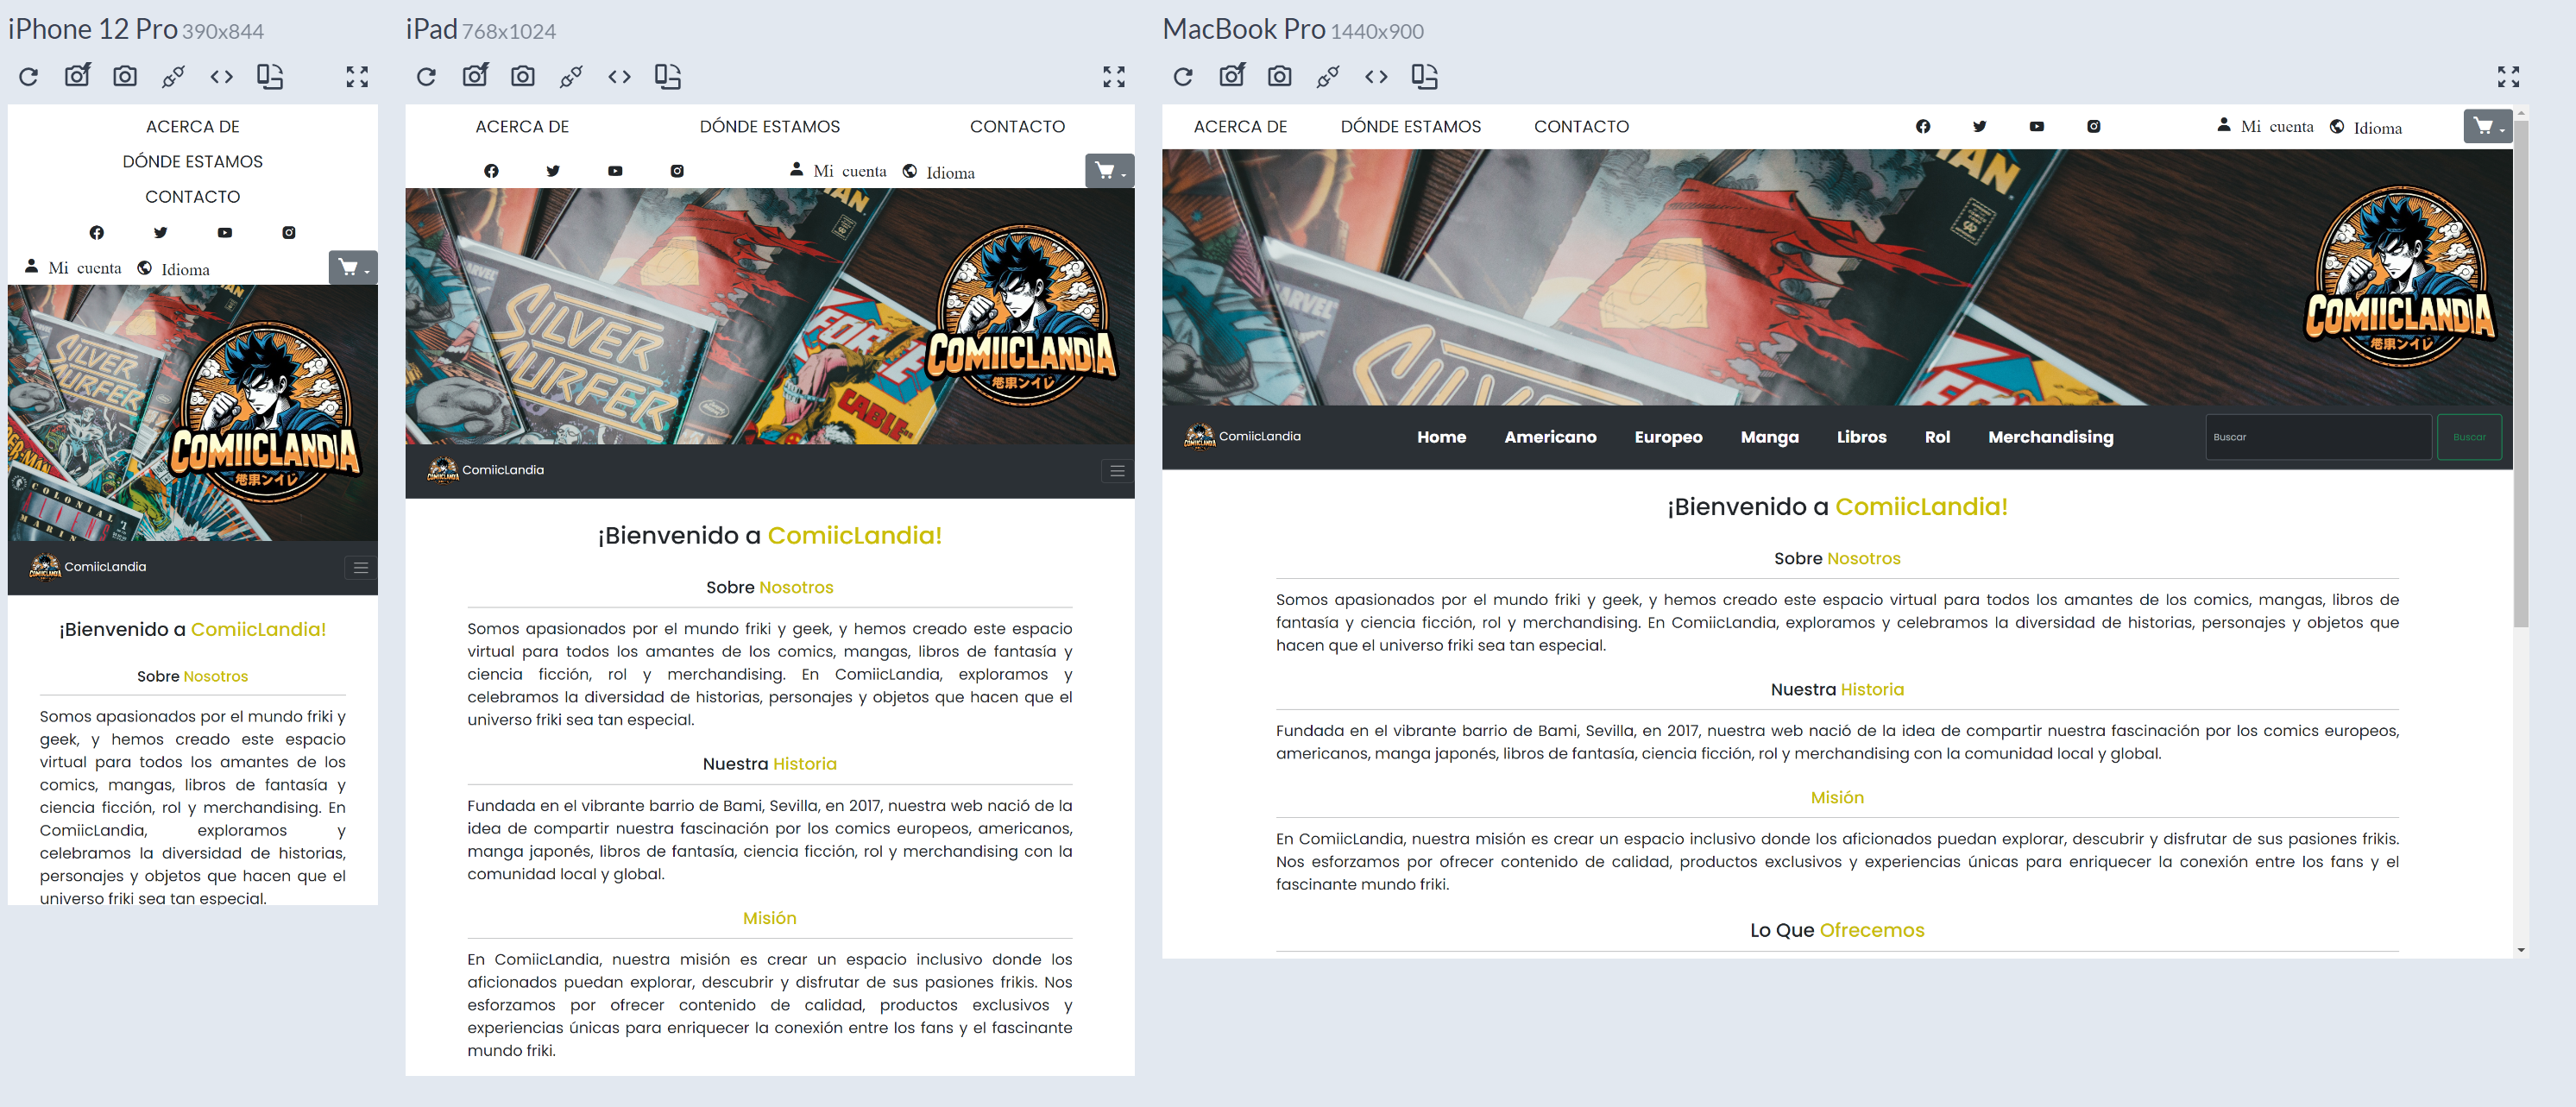 iPhone 12 Pro 390x844
ACERCA DE
DÓNDE ESTAMOS
CONTACTO
Mi cuenta Idioma
SILVER
SURFER
COLONIAL
ALIENS
MARIN
COMIICLANDIA
ComiicLandia
¡Bienvenido a ComiicLandia!
Sobre Nosotros
Somos apasionados por el mundo friki y
geek, y hemos creado este espacio
virtual para todos los amantes de los
comics, mangas, libros de fantasía y
ciencia ficción, rol y merchandising. En
ComiicLandia, exploramos y
celebramos la diversidad de historias,
personajes y objetos que hacen que el
universo friki sea tan especial.
iPad 768x1024
ACERCA DE DÓNDE ESTAMOS CONTACTO
Mi cuenta Idioma
MARVEL
SILVER
SURFER
TAN
FORCE
CABLE
COMIICLANDIA
ComiicLandia
¡Bienvenido a ComiicLandia!
Sobre Nosotros
Somos apasionados por el mundo friki y geek, y hemos creado este espacio
virtual para todos los amantes de los comics, mangas, libros de fantasía y
ciencia ficción, rol y merchandising. En ComiicLandia, exploramos y
celebramos la diversidad de historias, personajes y objetos que hacen que el
universo friki sea tan especial.
Nuestra Historia
Fundada en el vibrante barrio de Bami, Sevilla, en 2017, nuestra web nació de la
idea de compartir nuestra fascinación por los comics europeos, americanos,
manga japonés, libros de fantasía, ciencia ficción, rol y merchandising con la
comunidad local y global.
Misión
En ComiicLandia, nuestra misión es crear un espacio inclusivo donde los
aficionados puedan explorar, descubrir y disfrutar de sus pasiones frikis. Nos
esforzamos por ofrecer contenido de calidad, productos exclusivos y
experiencias únicas para enriquecer la conexión entre los fans y el fascinante
mundo friki.
MacBook Pro 1440x900
ACERCA DE DÓNDE ESTAMOS CONTACTO Mi cuenta Idioma
TAN
MARVEL
COMIICLANDIA
ComiicLandia Home Americano Europeo Manga Libros Rol Merchandising Buscar Buscar
¡Bienvenido a ComiicLandia!
Sobre Nosotros
Somos apasionados por el mundo friki y geek, y hemos creado este espacio virtual para todos los amantes de los comics, mangas, libros de
fantasía y ciencia ficción, rol y merchandising. En ComiicLandia, exploramos y celebramos la diversidad de historias, personajes y objetos que
hacen que el universo friki sea tan especial.
Nuestra Historia
Fundada en el vibrante barrio de Bami, Sevilla, en 2017, nuestra web nació de la idea de compartir nuestra fascinación por los comics europeos,
americanos, manga japonés, libros de fantasía, ciencia ficción, rol y merchandising con la comunidad local y global.
Misión
En ComiicLandia, nuestra misión es crear un espacio inclusivo donde los aficionados puedan explorar, descubrir y disfrutar de sus pasiones frikis.
Nos esforzamos por ofrecer contenido de calidad, productos exclusivos y experiencias únicas para enriquecer la conexión entre los fans y el
fascinante mundo friki.
Lo Que Ofrecemos